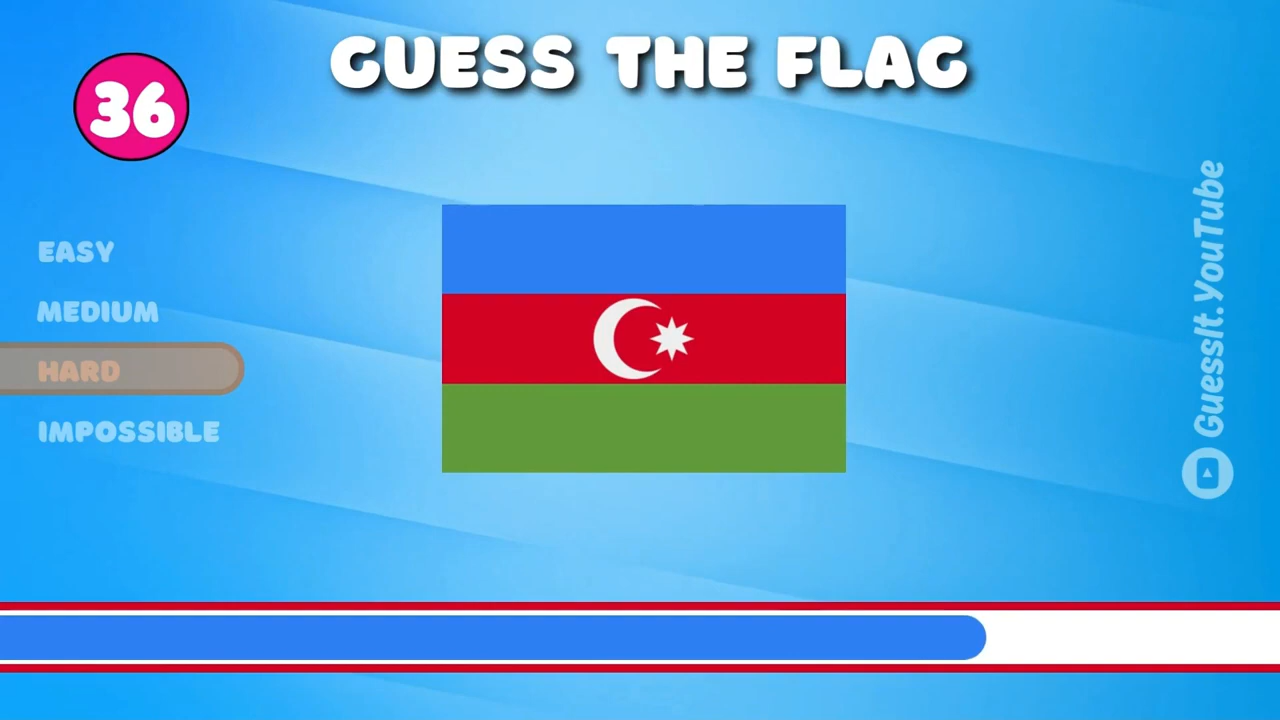 GUESS THE FLAG
36
EASY
MEDIUM
HARD
IMPOSSIBLE
GuessIt.YouTube